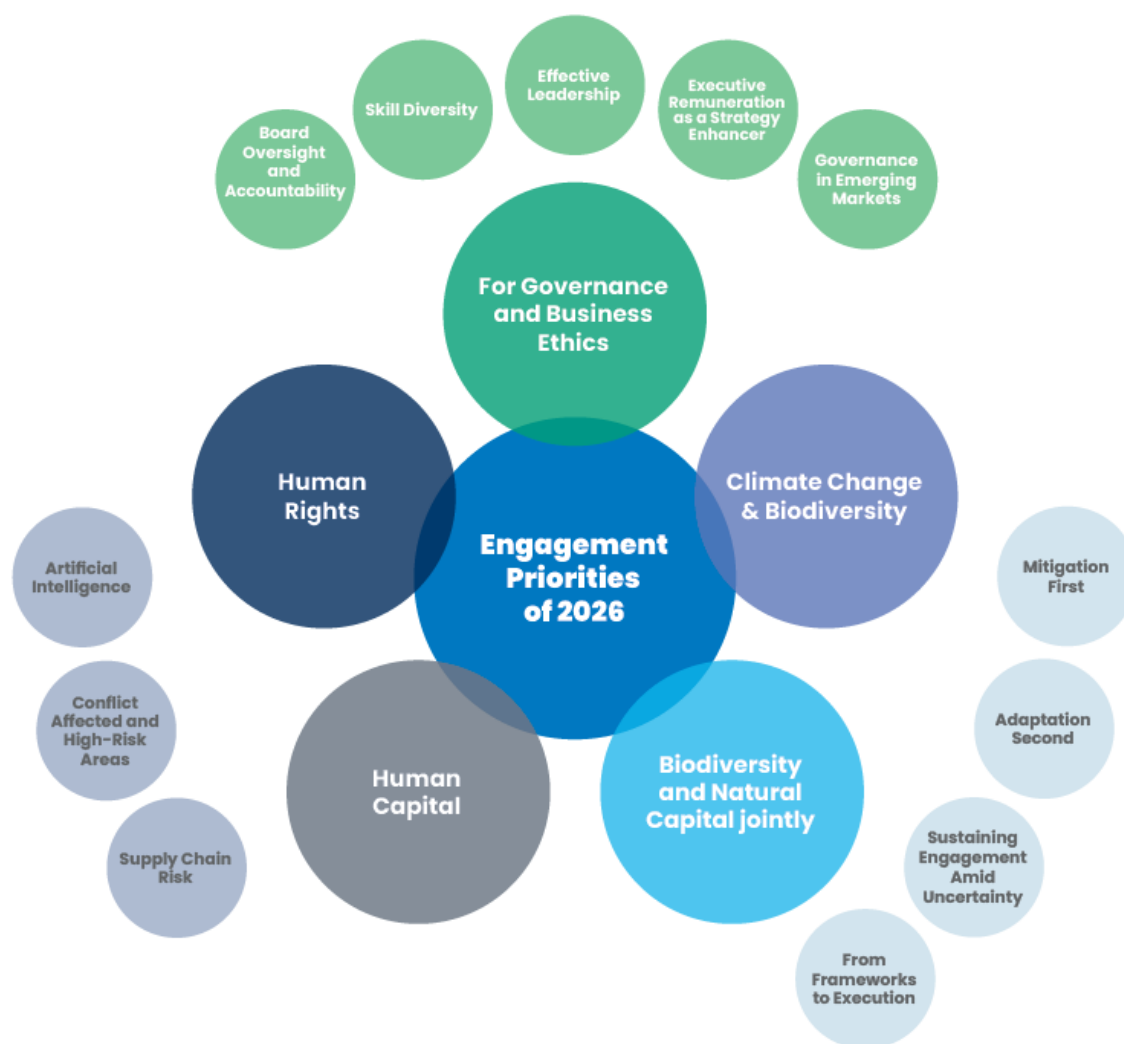 Effective
Leadership
Skill Diversity
Executive
Remuneration
as a Strategy
Enhancer
Board
Oversight
and
Accountability
Governance
in Emerging
Markets
For Governance
and Business
Ethics
Human
Rights
Climate Change
& Biodiversity
Engagement
Priorities
of 2026
Artificial
Intelligence
Mitigation
First
Conflict
Affected and
High-Risk
Areas
Adaptation
Second
Human
Capital
Biodiversity
and Natural
Capital jointly
Supply Chain
Risk
Sustaining
Engagement
Amid
Uncertainty
From
Frameworks
to Execution